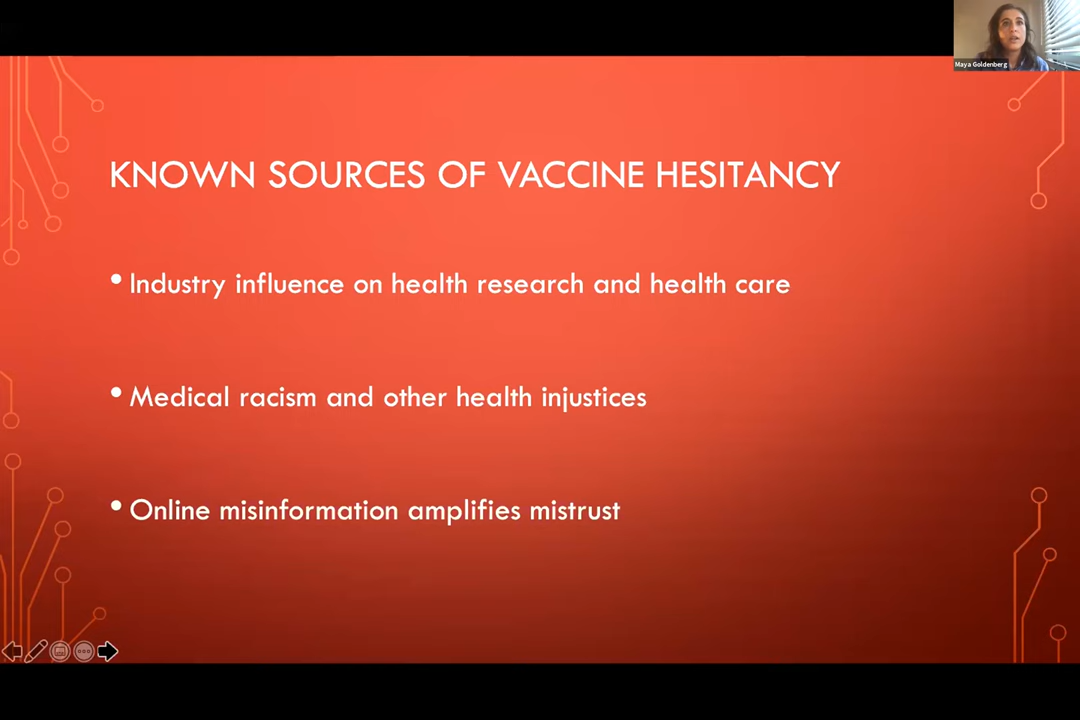 Maya Goldenberg
KNOWN SOURCES OF VACCINE HESITANCY
• Industry influence on health research and health care
• Medical racism and other health injustices
• Online misinformation amplifies mistrust